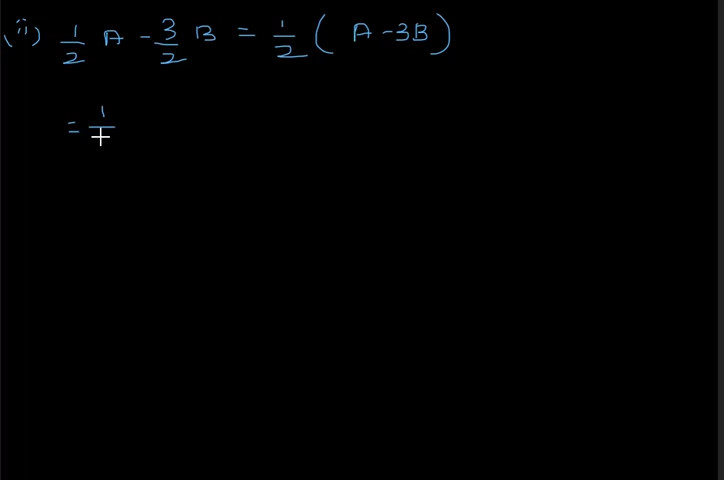 (ii) 1/2 A - 3/2 B = 1/2 ( A - 3B )
= 1/